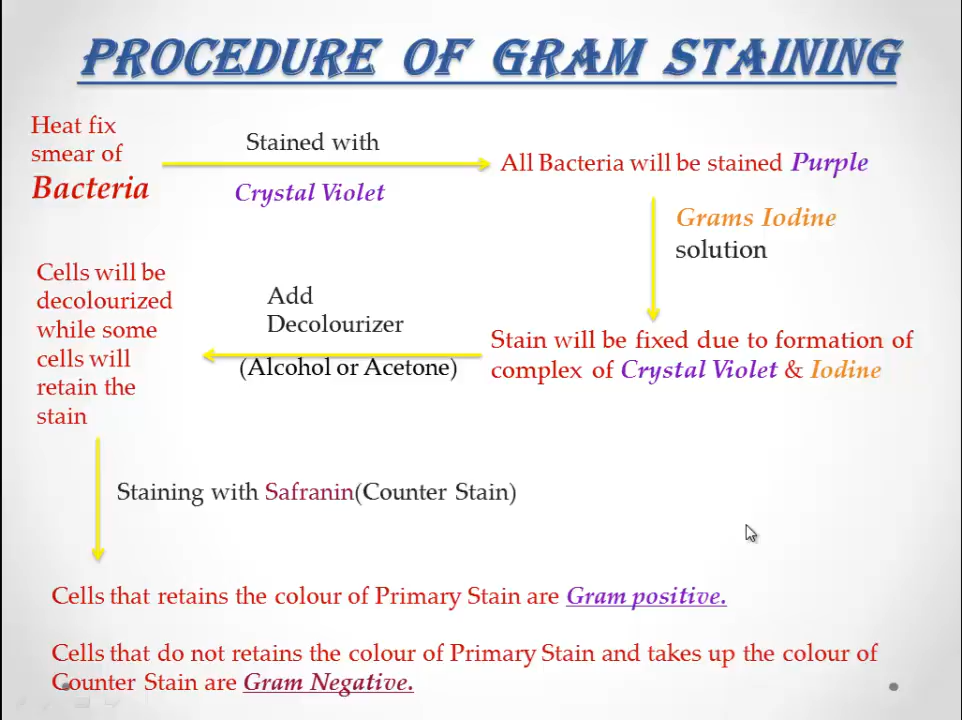 PROCEDURE OF GRAM STAINING
Heat fix
smear of
Bacteria
Stained with
Crystal Violet
All Bacteria will be stained Purple
Grams Iodine
solution
Stain will be fixed due to formation of
complex of Crystal Violet & Iodine
Add
Decolourizer
(Alcohol or Acetone)
Cells will be
decolourized
while some
cells will
retain the
stain
Staining with Safranin(Counter Stain)
Cells that retains the colour of Primary Stain are Gram positive.
Cells that do not retains the colour of Primary Stain and takes up the colour of
Counter Stain are Gram Negative.